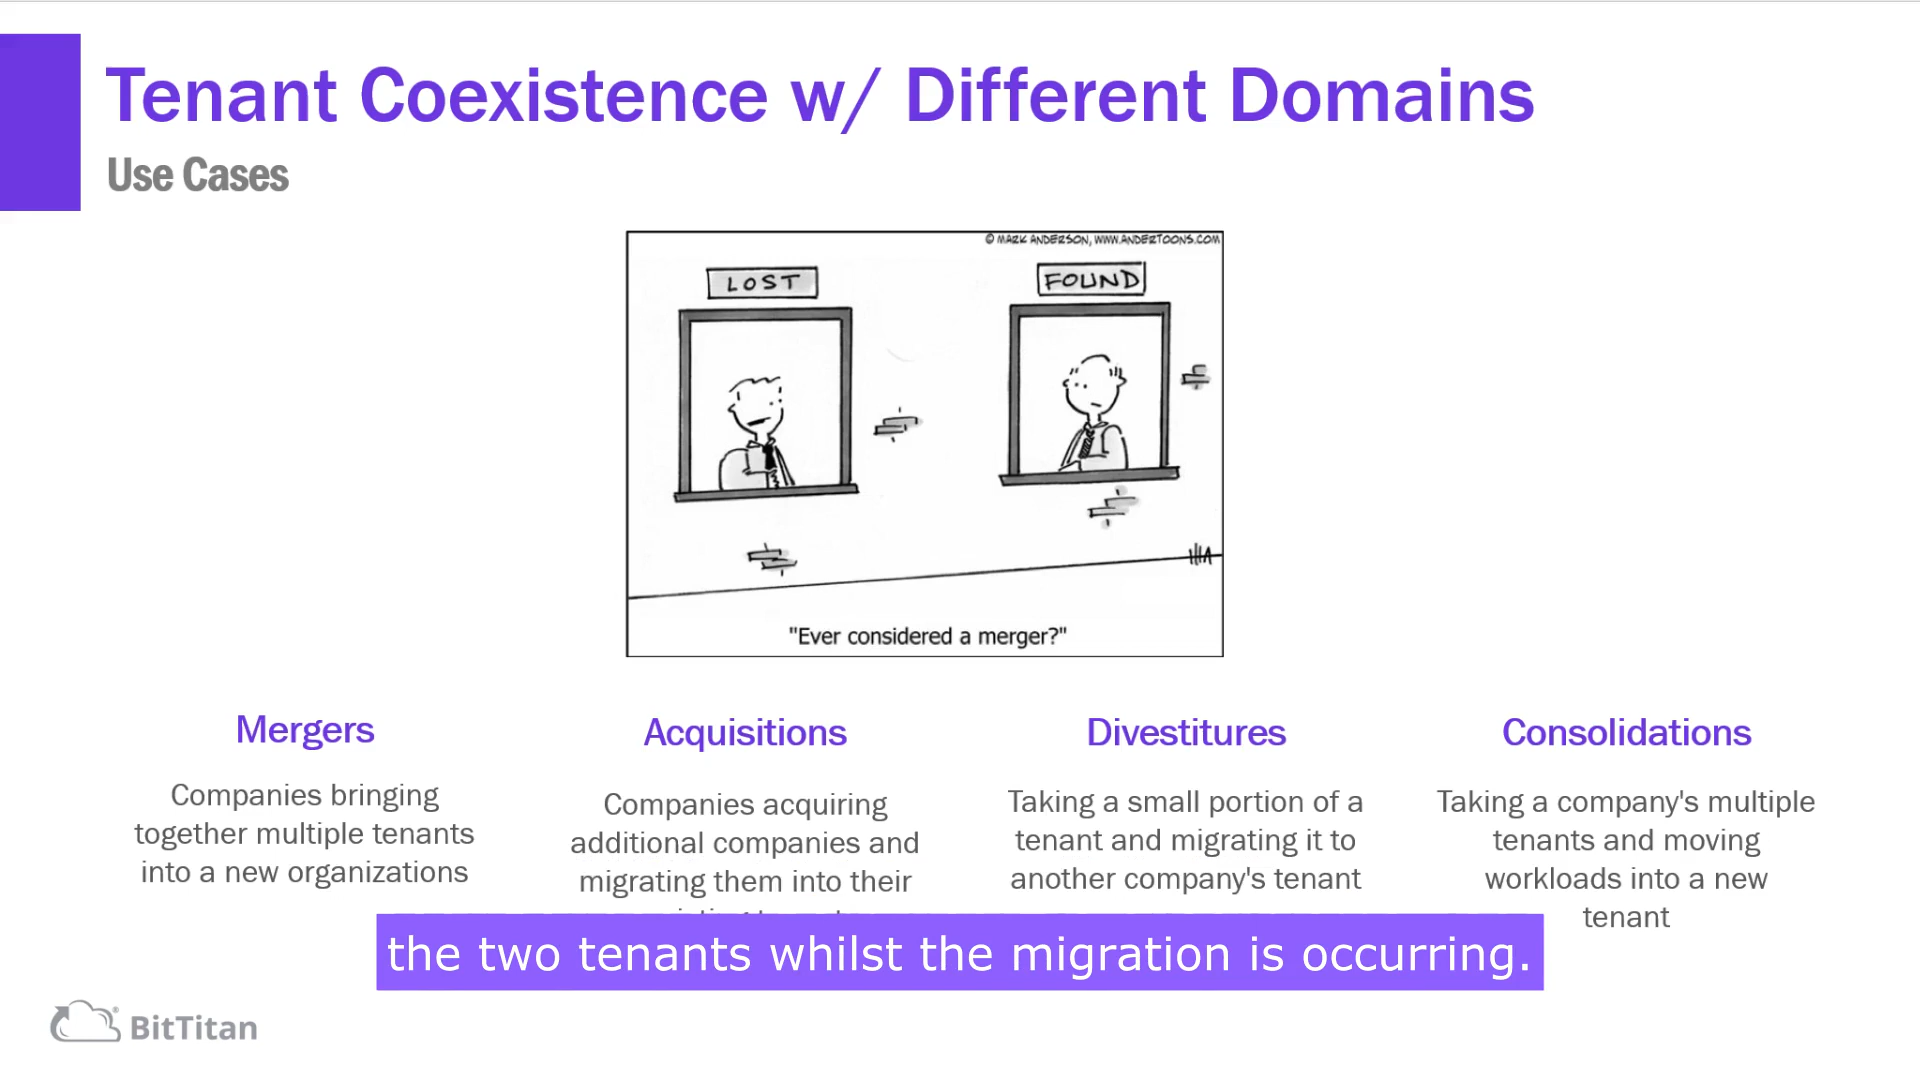 Tenant Coexistence w/ Different Domains
Use Cases
© MARK ANDERSON, WWW.ANDERTOONS.COM
LOST
FOUND
"Ever considered a merger?"
Mergers
Companies bringing
together multiple tenants
into a new organizations
Acquisitions
Companies acquiring
additional companies and
migrating them into their
Divestitures
Taking a small portion of a
tenant and migrating it to
another company's tenant
Consolidations
Taking a company's multiple
tenants and moving
workloads into a new
tenant
the two tenants whilst the migration is occurring.
BitTitan